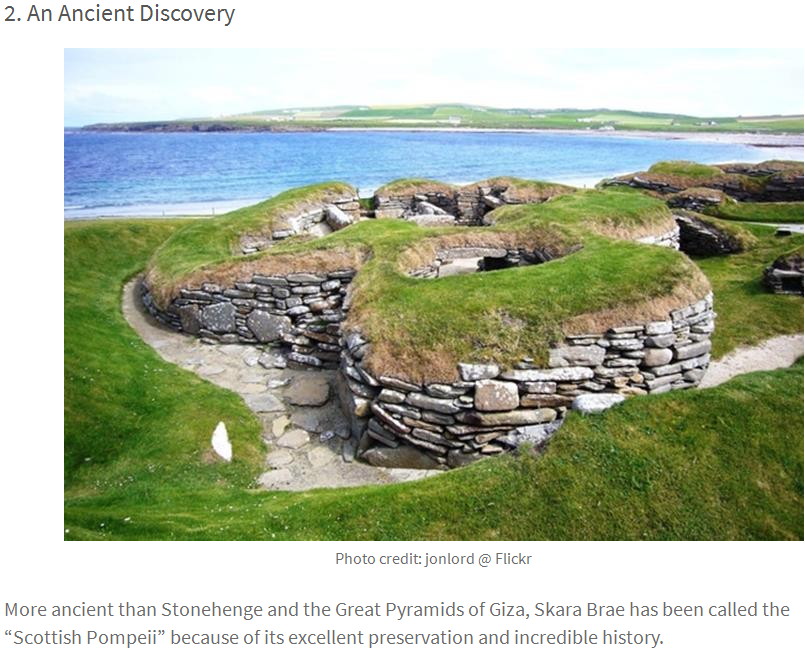 2. An Ancient Discovery
Photo credit: jonlord @ Flickr
More ancient than Stonehenge and the Great Pyramids of Giza, Skara Brae has been called the
“Scottish Pompeii” because of its excellent preservation and incredible history.